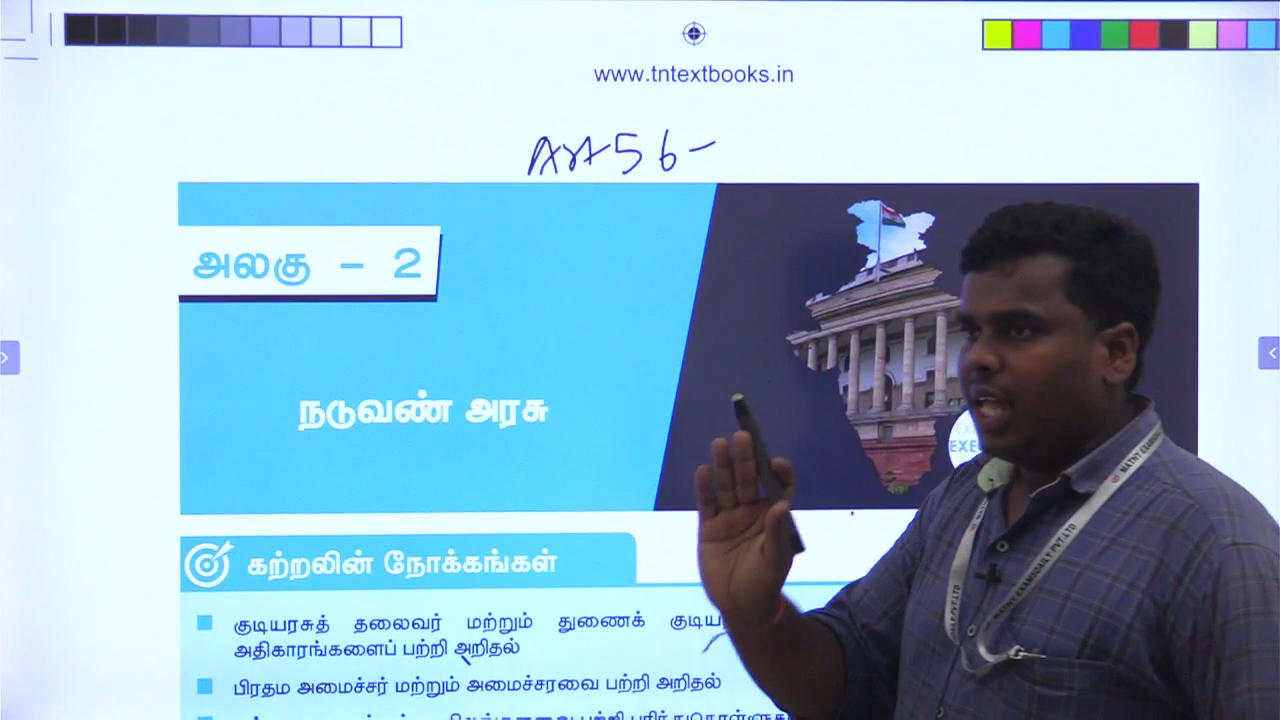 www.tntextbooks.in
Art 56-
அலகு - 2
நடுவண் அரசு
கற்றலின் நோக்கங்கள்
குடியரசுத் தலைவர் மற்றும் துணைக்
அதிகாரங்களைப் பற்றி அறிதல்
பிரதம அமைச்சர் மற்றும் அமைச்சரவை பற்றி அறிதல்